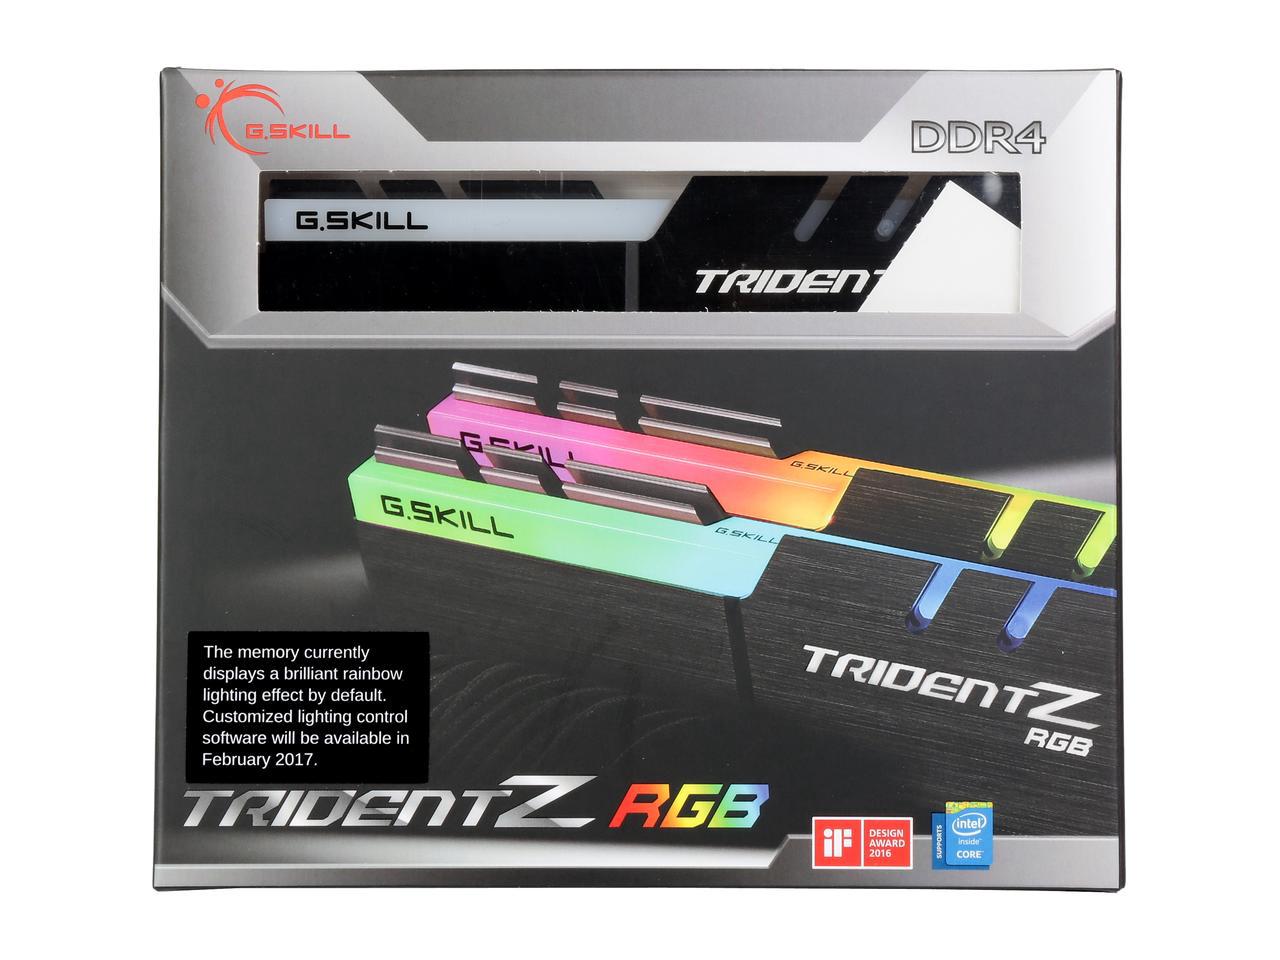 G.SKILL
DDR4
G.SKILL
TRIDENT
G.SKILL
G.SKILL
G.SKILL
G.SKILL
TRIDENTZ
RGB
The memory currently
displays a brilliant rainbow
lighting effect by default.
Customized lighting control
software will be available in
February 2017.
TRIDENTZ RGB
iF
DESIGN
AWARD
2016
SUPPORTS
intel
inside™
CORE™